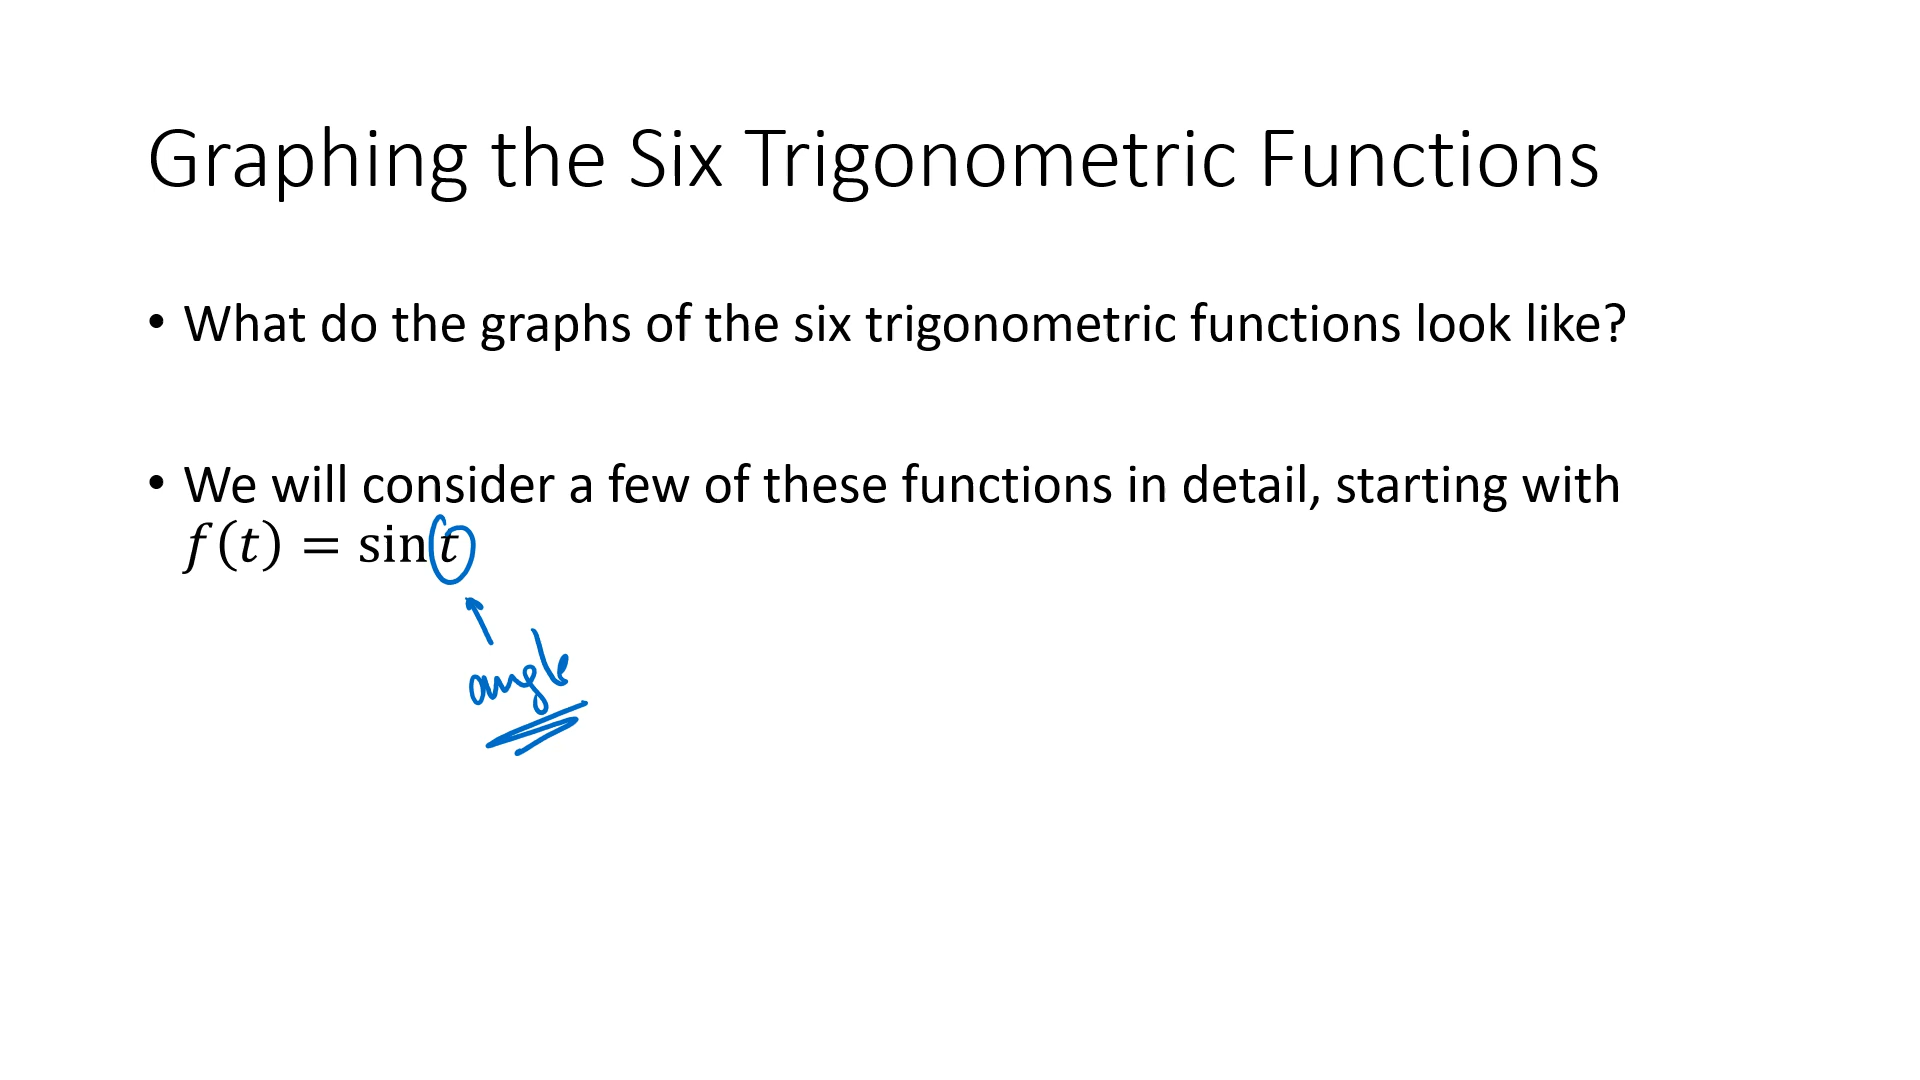 Graphing the Six Trigonometric Functions
• What do the graphs of the six trigonometric functions look like?
• We will consider a few of these functions in detail, starting with
f(t) = sin t
angle